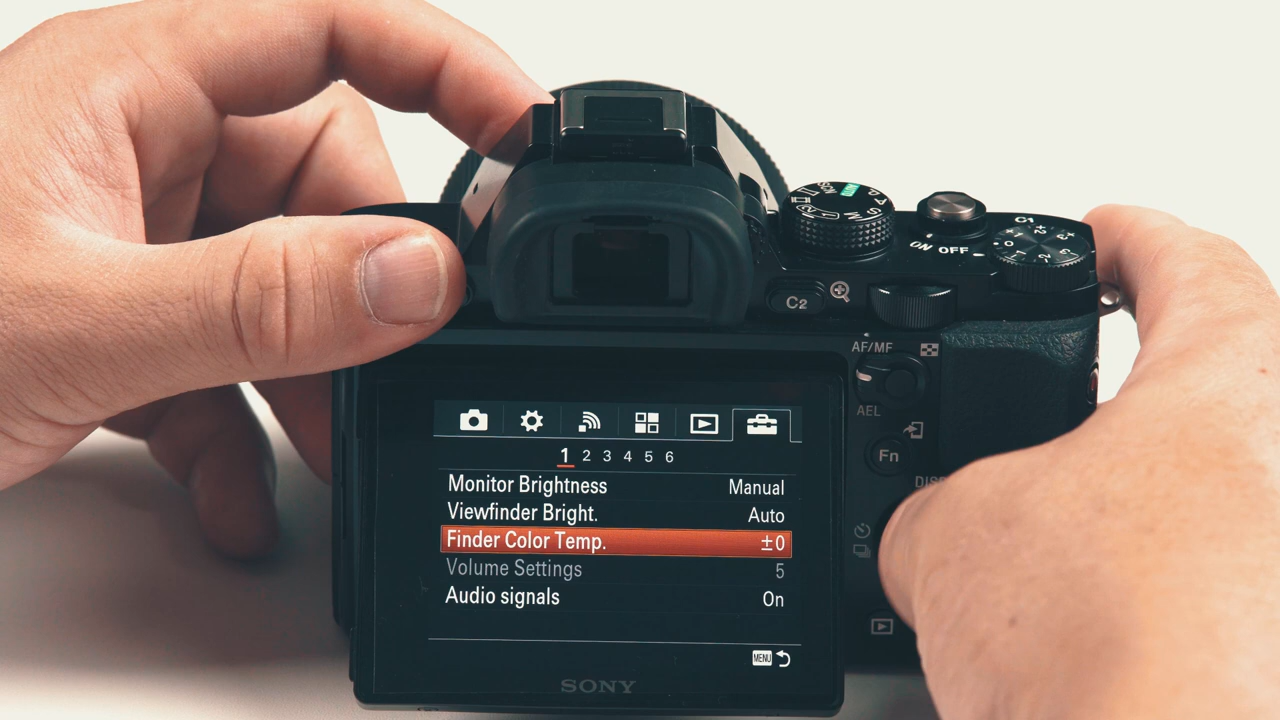 C1
ON OFF
C2
AF/MF
AEL
Fn
1 2 3 4 5 6
Monitor Brightness Manual
Viewfinder Bright. Auto
Finder Color Temp. ±0
Volume Settings 5
Audio signals On
MENU
SONY